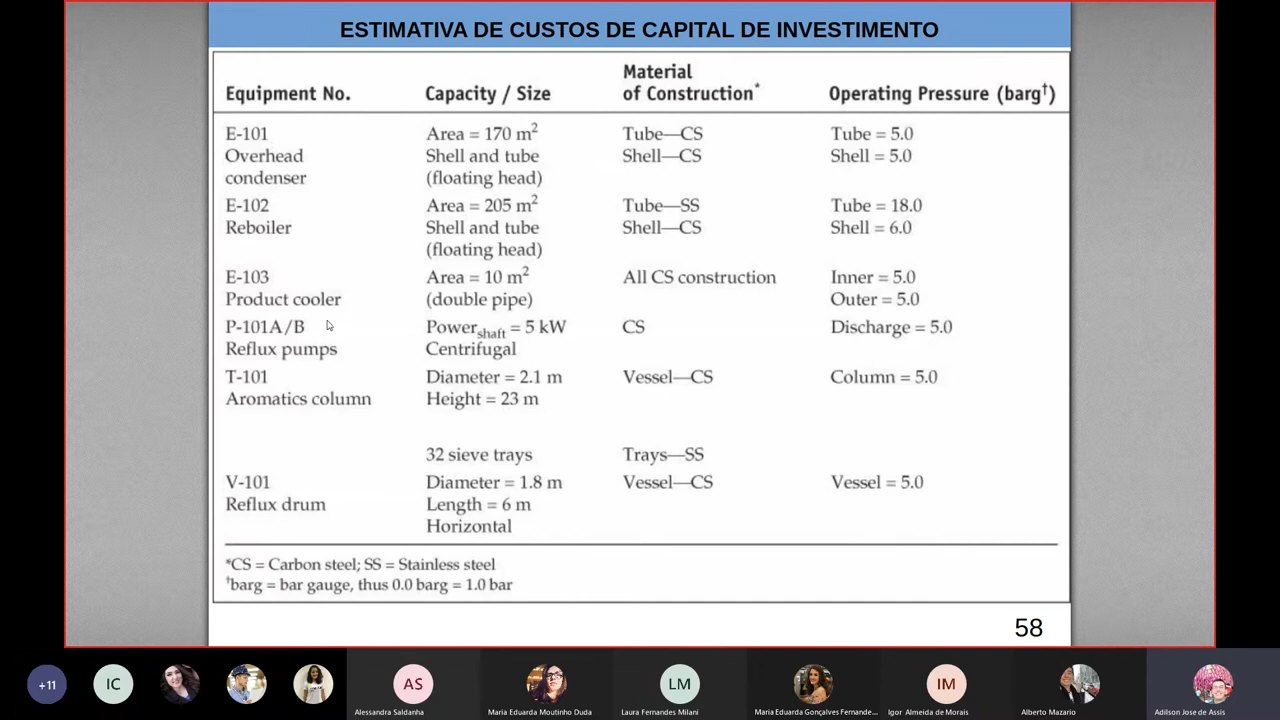 ESTIMATIVA DE CUSTOS DE CAPITAL DE INVESTIMENTO
Equipment No. Capacity / Size Material of Construction* Operating Pressure (barg†)
E-101 Area = 170 m² Tube—CS Tube = 5.0
Overhead Shell and tube Shell—CS Shell = 5.0
condenser (floating head)
E-102 Area = 205 m² Tube—SS Tube = 18.0
Reboiler Shell and tube Shell—CS Shell = 6.0
(floating head)
E-103 Area = 10 m² All CS construction Inner = 5.0
Product cooler (double pipe) Outer = 5.0
P-101A/B Powershaft = 5 kW CS Discharge = 5.0
Reflux pumps Centrifugal
T-101 Diameter = 2.1 m Vessel—CS Column = 5.0
Aromatics column Height = 23 m
32 sieve trays Trays—SS
V-101 Diameter = 1.8 m Vessel—CS Vessel = 5.0
Reflux drum Length = 6 m
Horizontal
*CS = Carbon steel; SS = Stainless steel
†barg = bar gauge, thus 0.0 barg = 1.0 bar
58
+11 IC AS LM IM
Alessandra Saldanha Maria Eduarda Moutinho Duda Laura Fernandes Milani Maria Eduarda Gonçalves Fernande... Igor Almeida de Morais Alberto Mazario Adilson Jose de Assis